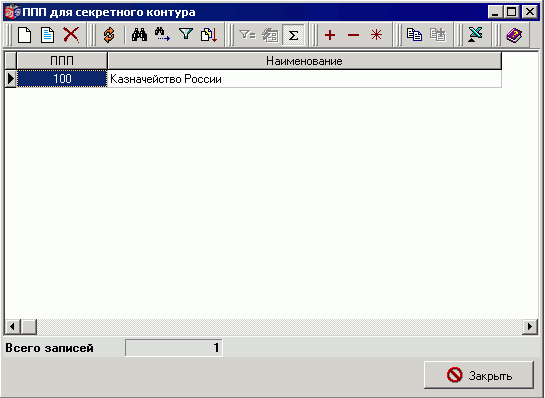 ППП для секретного контура
ППП Наименование
100 Казначейство России
Всего записей 1
Закрыть